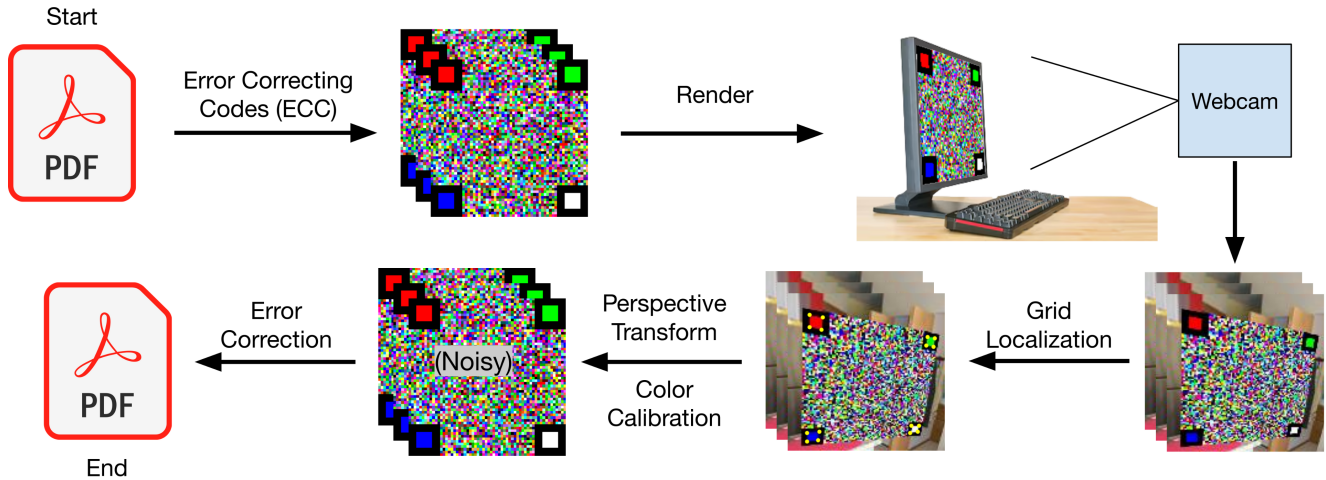 Start
PDF
Error Correcting
Codes (ECC)
Render
Webcam
Grid
Localization
Perspective
Transform
Color
Calibration
(Noisy)
Error
Correction
PDF
End